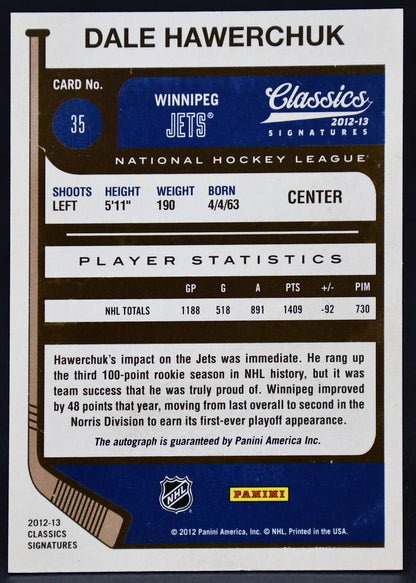 DALE HAWERCHUK
CARD No.
35
WINNIPEG
JETS®
Classics
2012-13
SIGNATURES
NATIONAL HOCKEY LEAGUE
SHOOTS HEIGHT WEIGHT BORN
LEFT 5'11" 190 4/4/63
CENTER
PLAYER STATISTICS
GP G A PTS +/- PIM
NHL TOTALS 1188 518 891 1409 -92 730
Hawerchuk's impact on the Jets was immediate. He rang up
the third 100-point rookie season in NHL history, but it was
team success that he was truly proud of. Winnipeg improved
by 48 points that year, moving from last overall to second in the
Norris Division to earn its first-ever playoff appearance.
The autograph is guaranteed by Panini America Inc.
NHL
PANINI
2012-13
CLASSICS
SIGNATURES
© 2012 Panini America, Inc. © NHL. Printed in the USA.